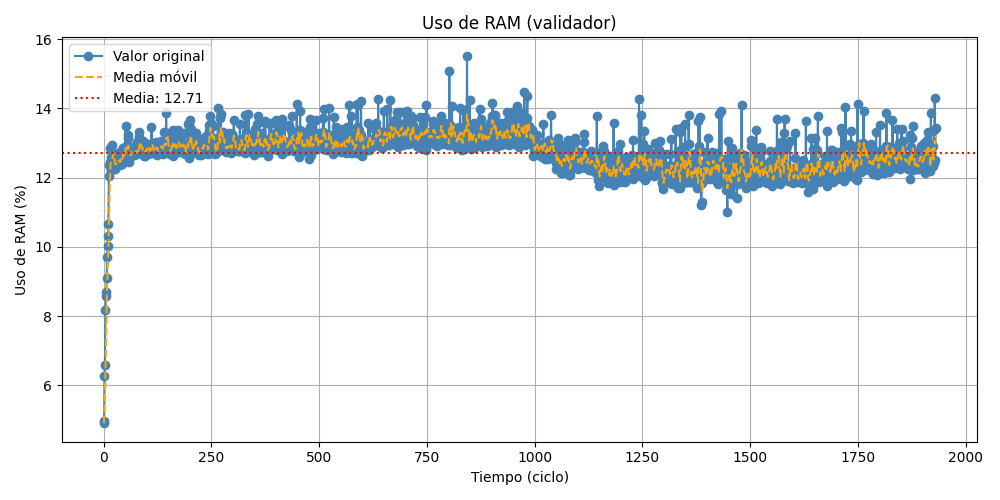 Uso de RAM (validador)
Valor original
Media móvil
Media: 12.71
Uso de RAM (%)
16
14
12
10
8
6
0 250 500 750 1000 1250 1500 1750 2000
Tiempo (ciclo)